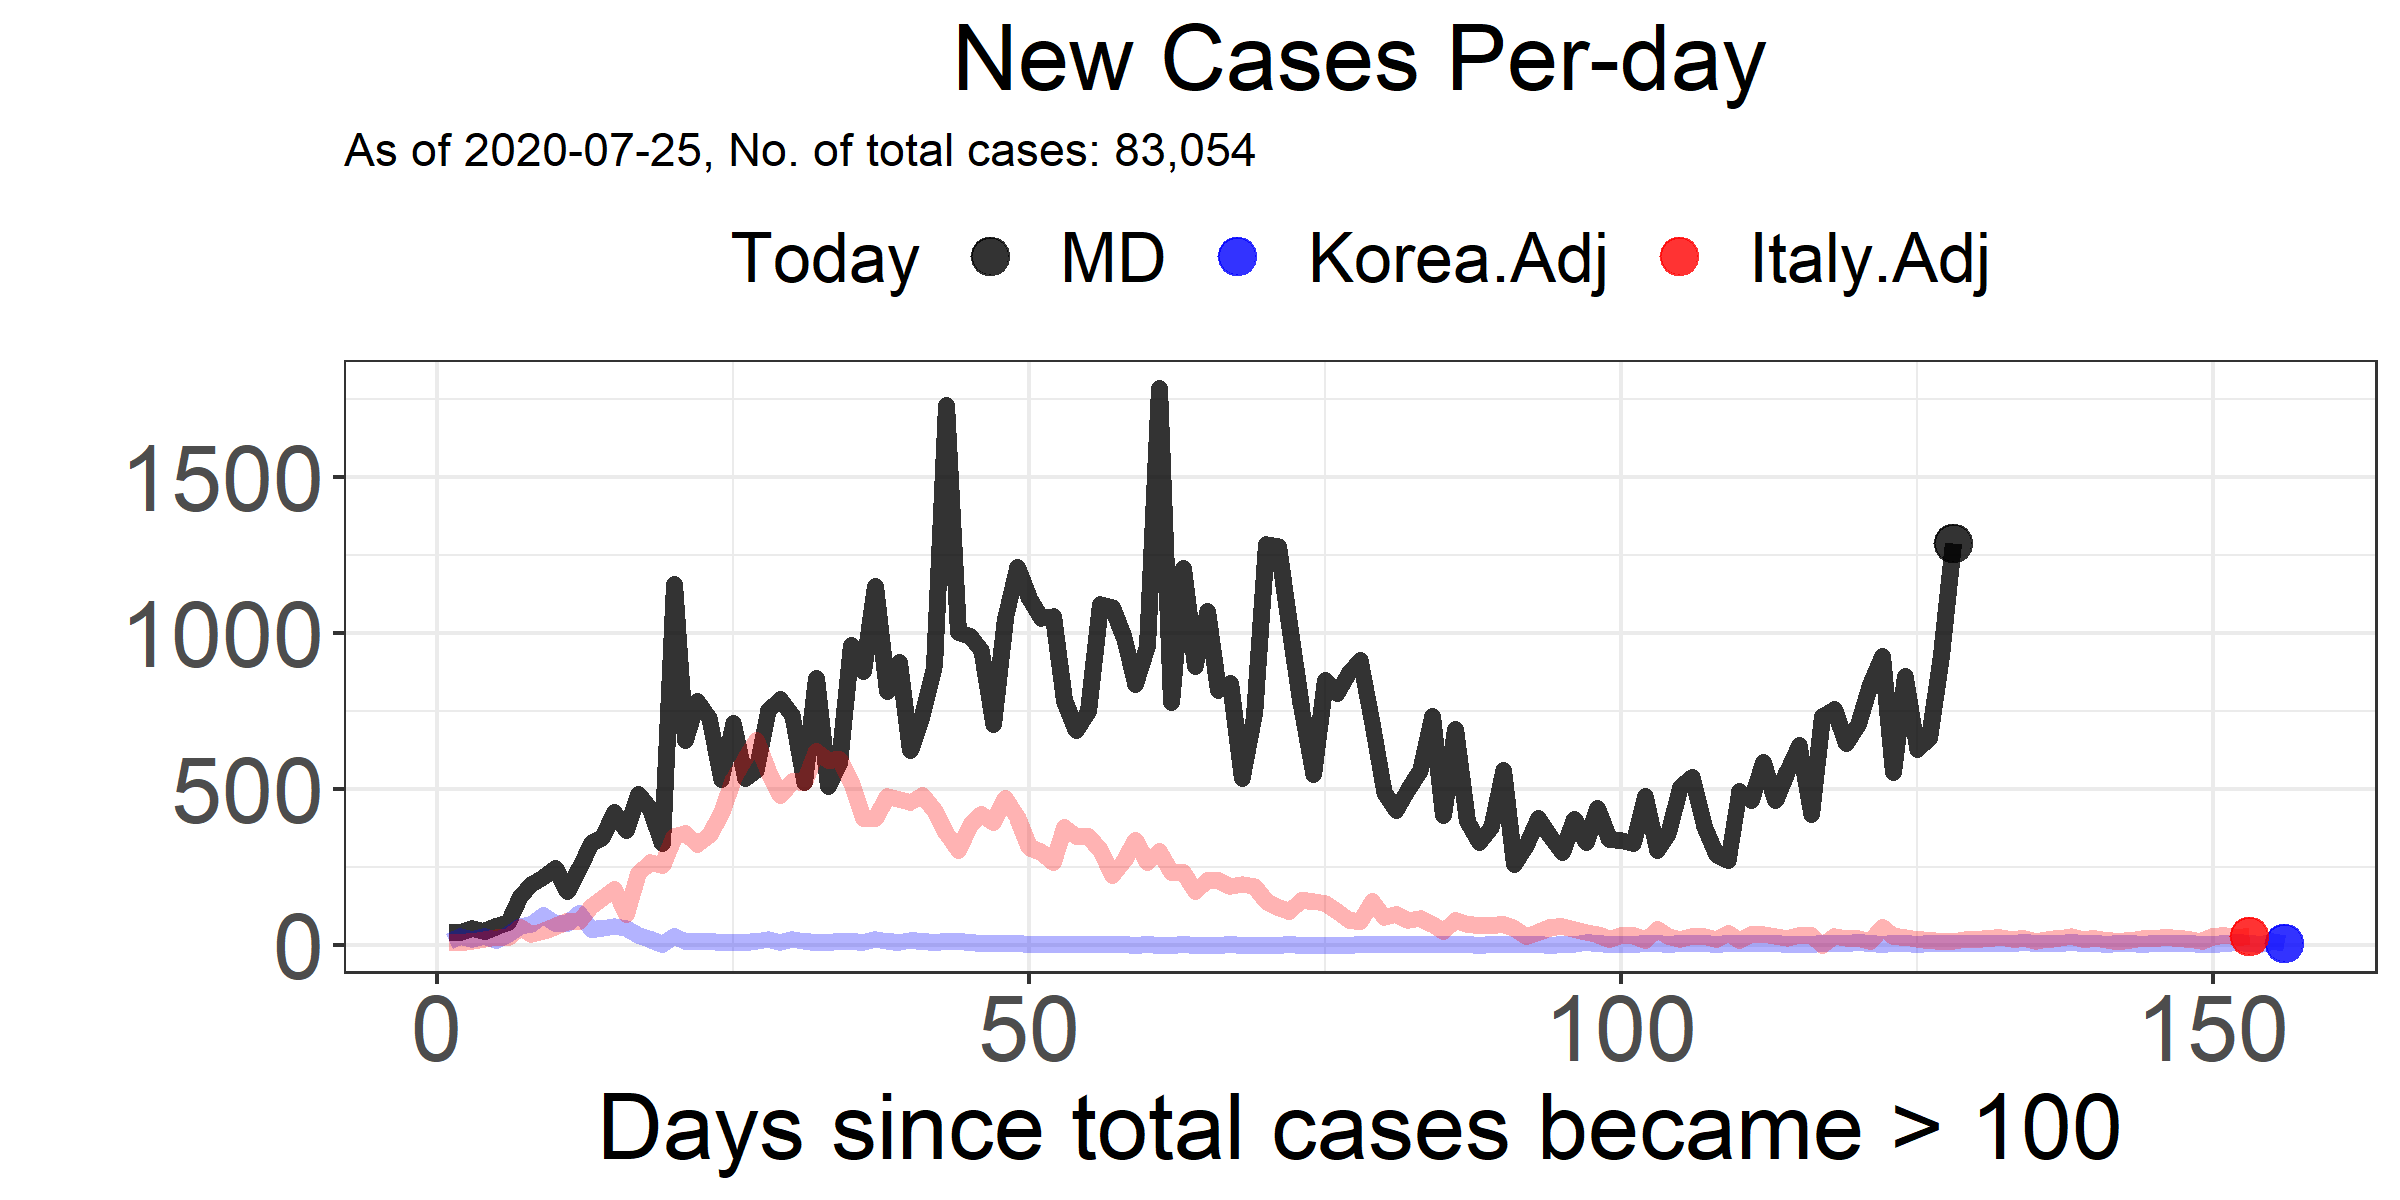 New Cases Per-day
As of 2020-07-25, No. of total cases: 83,054
Today MD Korea.Adj Italy.Adj
1500
1000
500
0
0 50 100 150
Days since total cases became > 100